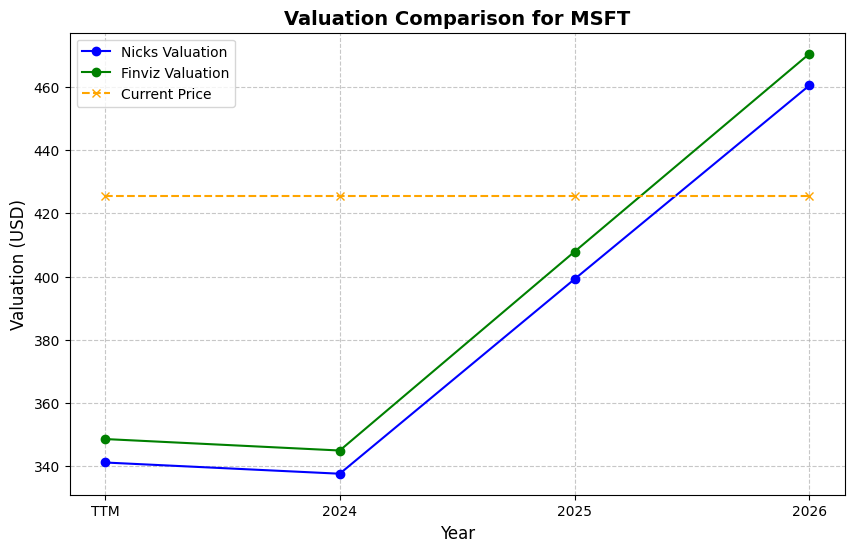 Valuation Comparison for MSFT
Nicks Valuation
Finviz Valuation
Current Price
Valuation (USD)
460
440
420
400
380
360
340
TTM 2024 2025 2026
Year